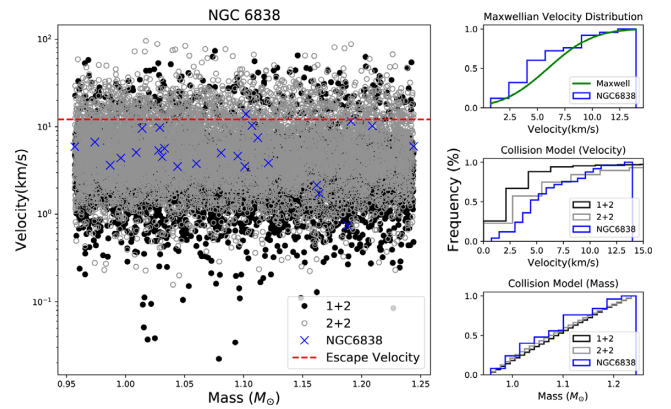 NGC 6838
Velocity(km/s)
10²
10¹
10⁰
10⁻¹
1+2
2+2
NGC6838
Escape Velocity
0.95 1.00 1.05 1.10 1.15 1.20 1.25
Mass (M⊙)
Frequency (%)
Maxwellian Velocity Distribution
1.0
0.5
0.0
Maxwell
NGC6838
0.0 2.5 5.0 7.5 10.0 12.5
Velocity(km/s)
Collision Model (Velocity)
1.0
0.5
0.0
1+2
2+2
NGC6838
0.0 2.5 5.0 7.5 10.0 12.5 15.0
Velocity(km/s)
Collision Model (Mass)
1.0
0.5
0.0
1+2
2+2
NGC6838
1.0 1.1 1.2
Mass (M⊙)